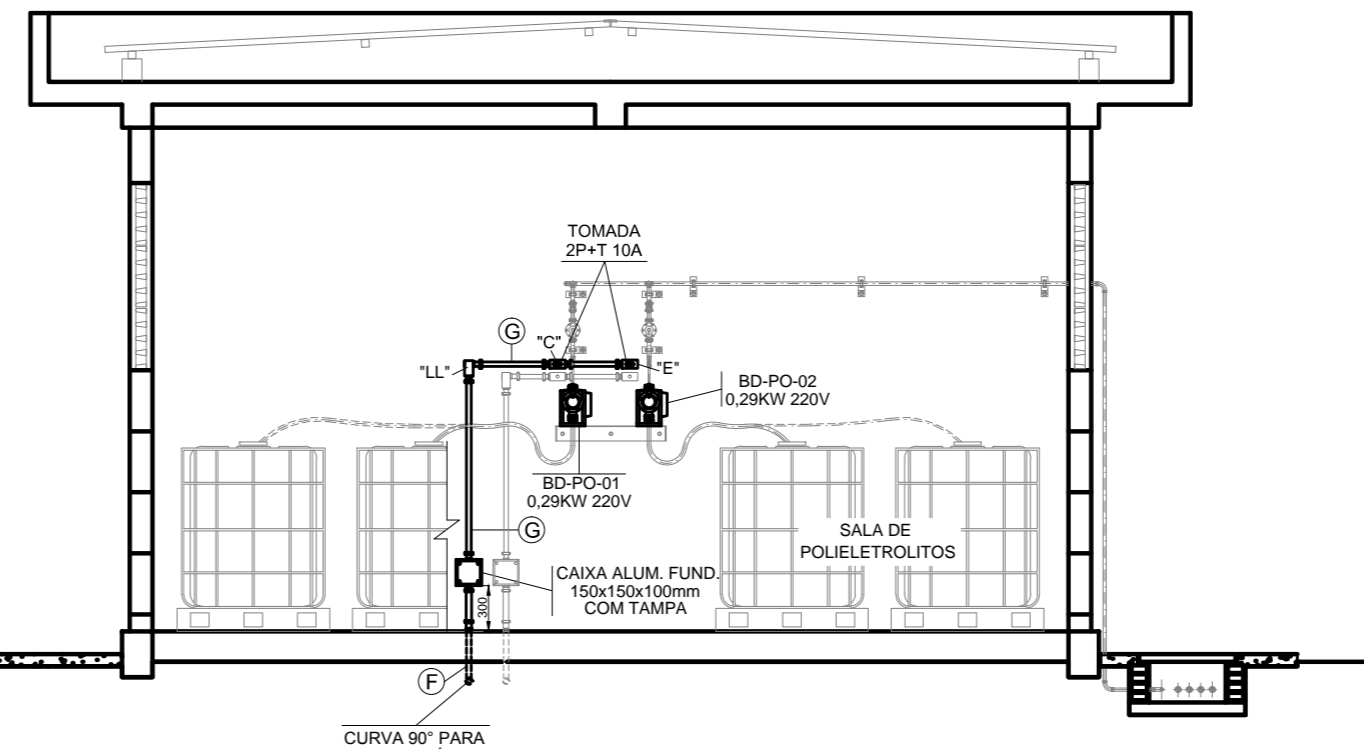 TOMADA
2P+T 10A
G
"C"
"LL"
"E"
BD-PO-02
0,29KW 220V
BD-PO-01
0,29KW 220V
G
SALA DE
POLIELETROLITOS
CAIXA ALUM. FUND.
150x150x100mm
COM TAMPA
300
F
CURVA 90° PARA